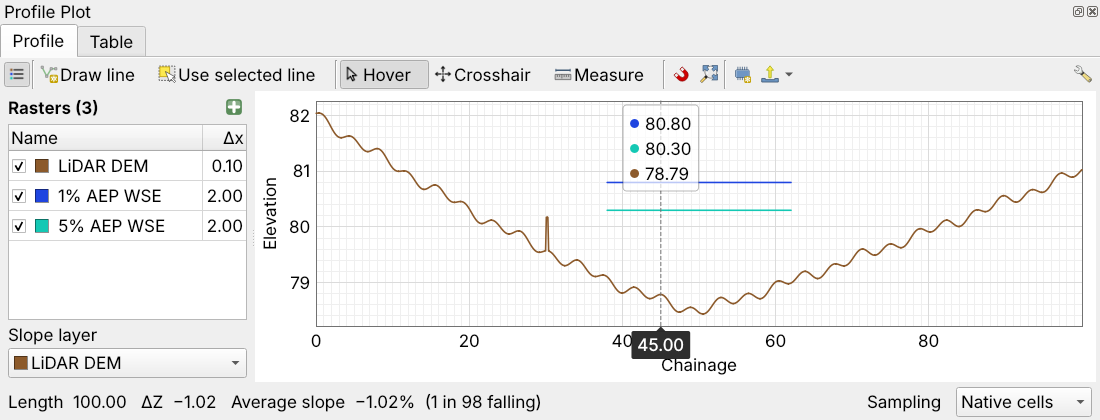 Profile Plot
Profile Table
Draw line Use selected line Hover Crosshair Measure
Rasters (3)
Name Δx
LiDAR DEM 0.10
1% AEP WSE 2.00
5% AEP WSE 2.00
Slope layer
LiDAR DEM
Elevation
82
81
80
79
80.80
80.30
78.79
0 20 40 60 80
45.00
Chainage
Length 100.00 ΔZ −1.02 Average slope −1.02% (1 in 98 falling) Sampling Native cells